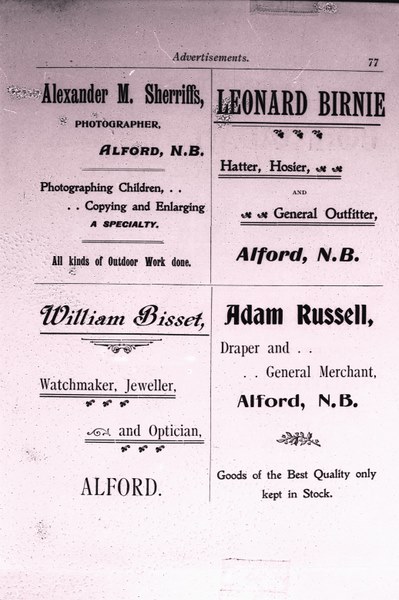 Advertisements.
77
Alexander M. Sherriffs,
PHOTOGRAPHER,
ALFORD, N.B.
Photographing Children, . .
. . Copying and Enlarging
A SPECIALTY.
All kinds of Outdoor Work done.
LEONARD BIRNIE
Hatter, Hosier,
AND
General Outfitter,
Alford, N.B.
William Bisset,
Watchmaker, Jeweller,
and Optician,
ALFORD.
Adam Russell,
Draper and . .
. . General Merchant,
Alford, N.B.
Goods of the Best Quality only
kept in Stock.